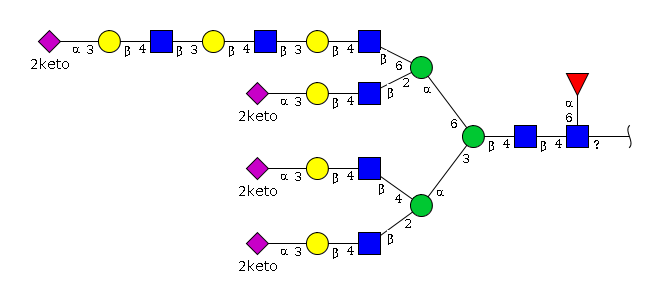 α 3 β 4 β 3 β 4 β 3 β 4 β 6
2keto
α 3 β 4 β 2 α
2keto
α
6
6
3 β 4 β 4 ?
α 3 β 4 β 4 α
2keto
2
α 3 β 4 β
2keto